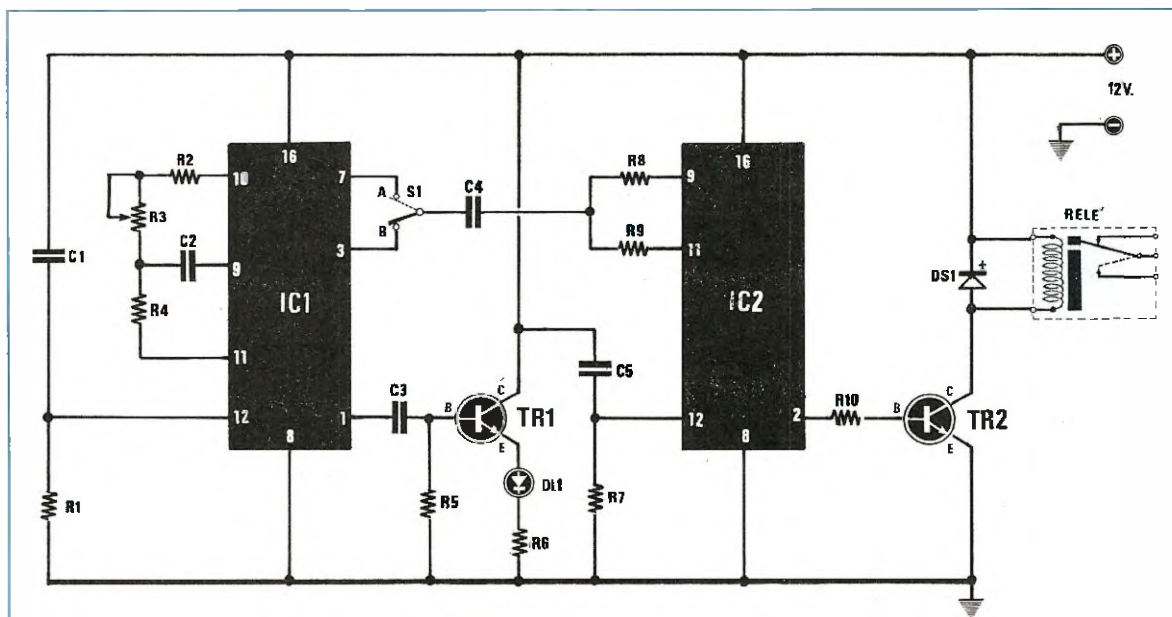 12V.
16
16
R2
10
7
A
S1
C4
R8
9
R3
B
3
R9
11
RELE'
C1
C2
9
DS1
+
R4
IC1
IC2
11
C5
C3
C
C
12
1
B
TR1
12
2
R10
B
TR2
8
E
8
E
R1
R5
DL1
R7
R6